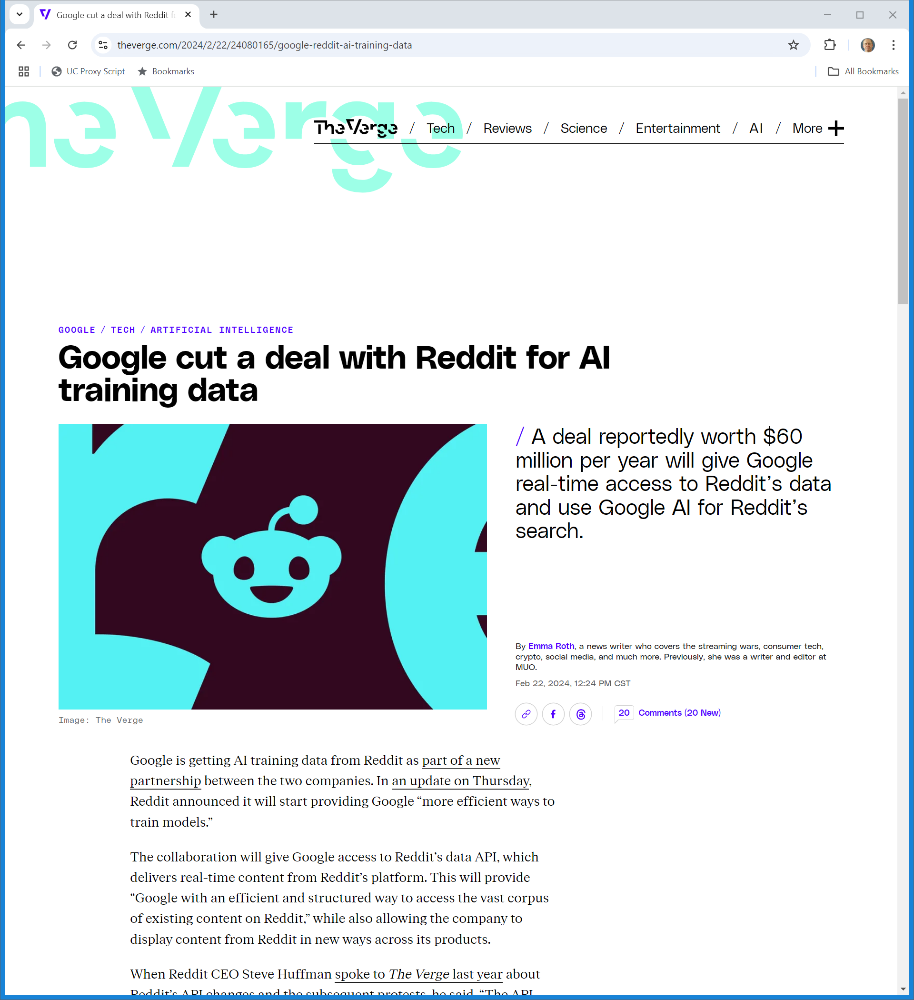 Google cut a deal with Reddit fo
theverge.com/2024/2/22/24080165/google-reddit-ai-training-data
UC Proxy Script
Bookmarks
All Bookmarks
he Verge
The Verge / Tech / Reviews / Science / Entertainment / AI / More
GOOGLE / TECH / ARTIFICIAL INTELLIGENCE
Google cut a deal with Reddit for AI
training data
/ A deal reportedly worth $60
million per year will give Google
real-time access to Reddit’s data
and use Google AI for Reddit’s
search.
By Emma Roth, a news writer who covers the streaming wars, consumer tech,
crypto, social media, and much more. Previously, she was a writer and editor at
MUO.
Feb 22, 2024, 12:24 PM CST
20 Comments (20 New)
Image: The Verge
Google is getting AI training data from Reddit as part of a new
partnership between the two companies. In an update on Thursday,
Reddit announced it will start providing Google “more efficient ways to
train models.”
The collaboration will give Google access to Reddit’s data API, which
delivers real-time content from Reddit’s platform. This will provide
“Google with an efficient and structured way to access the vast corpus
of existing content on Reddit,” while also allowing the company to
display content from Reddit in new ways across its products.
When Reddit CEO Steve Huffman spoke to The Verge last year about
Reddit’s API changes and the subsequent protests, he said, “The API